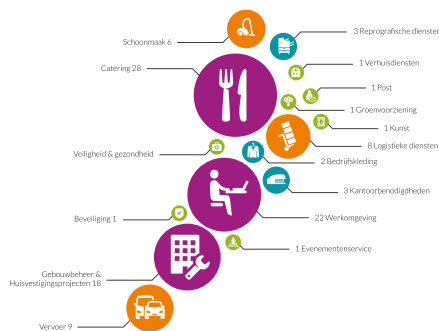 Schoonmaak 6
3 Reprografische diensten
Catering 28
1 Verhuisdiensten
1 Post
1 Groenvoorziening
1 Kunst
8 Logistieke diensten
Veiligheid & gezondheid
2 Bedrijfskleding
3 Kantoorbenodigdheden
Beveiliging 1
22 Werkomgeving
1 Evenementenservice
Gebouwbeheer &
Huisvestigingsprojecten 18
Vervoer 9